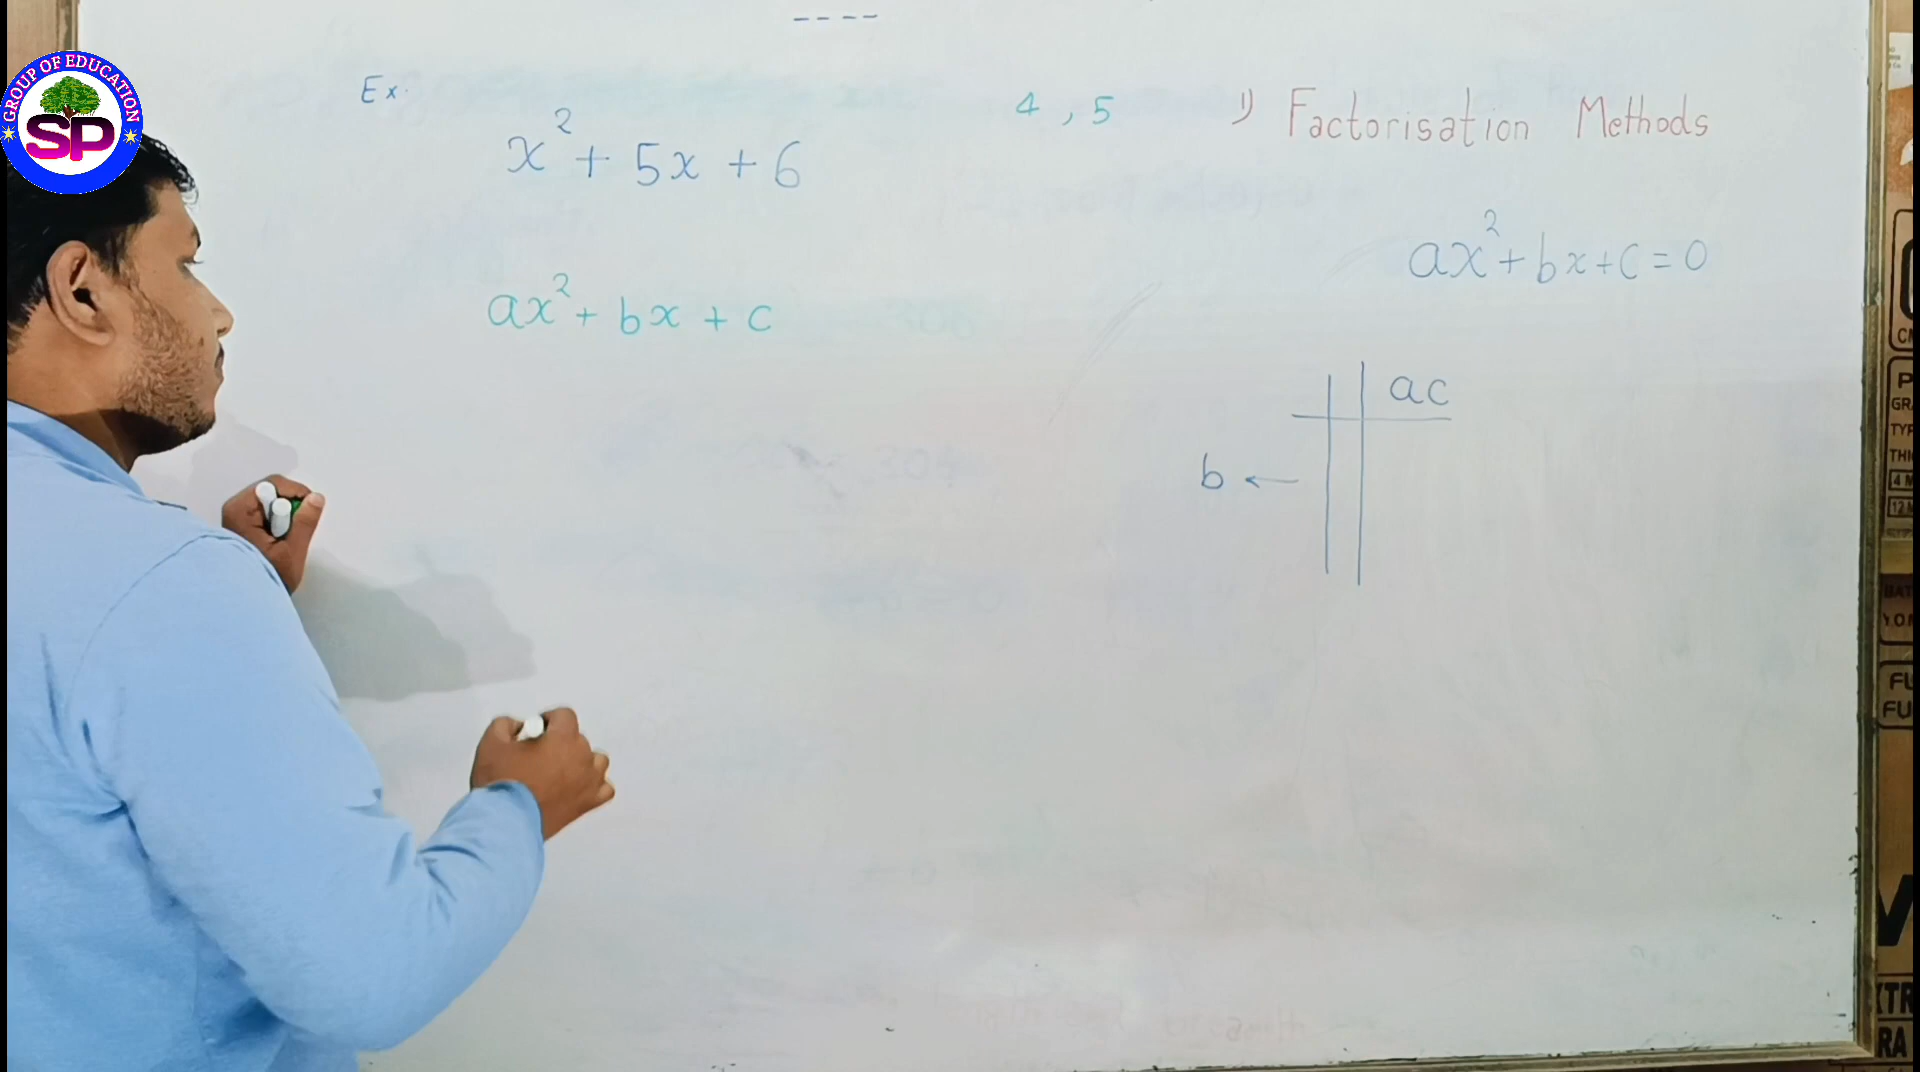 ----
GROUP OF EDUCATION
SP
Ex.
x² + 5x + 6
ax² + bx + c
4 , 5
1) Factorisation Methods
ax² + bx + c = 0
ac
b ←